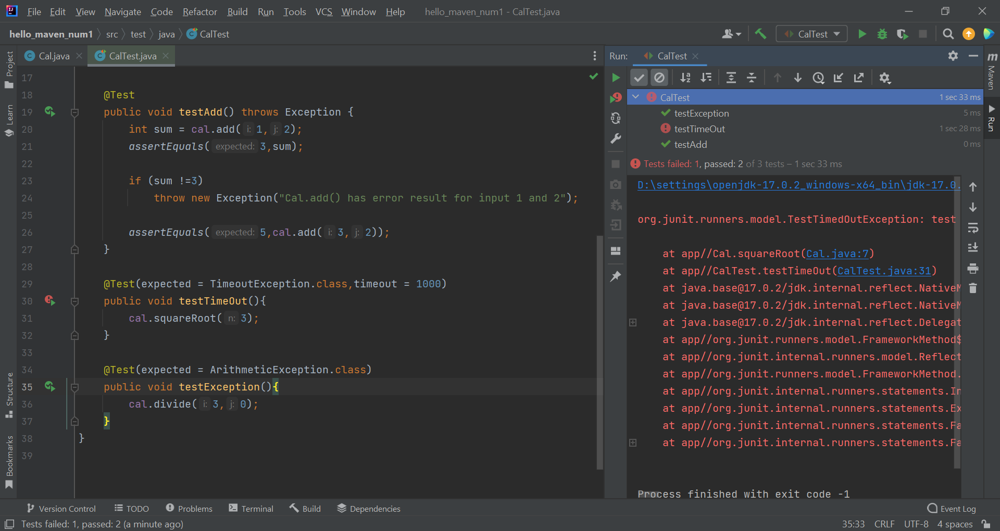 File Edit View Navigate Code Refactor Build Run Tools VCS Window Help hello_maven_num1 - CalTest.java
hello_maven_num1 src test java CalTest
CalTest
Cal.java CalTest.java
Project
Learn
Structure
Bookmarks
17
18 @Test
19 public void testAdd() throws Exception {
20 int sum = cal.add( i: 1, j: 2);
21 assertEquals( expected: 3,sum);
22
23 if (sum !=3)
24 throw new Exception("Cal.add() has error result for input 1 and 2");
25
26 assertEquals( expected: 5,cal.add( i: 3, j: 2));
27 }
28
29 @Test(expected = TimeoutException.class,timeout = 1000)
30 public void testTimeOut(){
31 cal.squareRoot( n: 3);
32 }
33
34 @Test(expected = ArithmeticException.class)
35 public void testException(){
36 cal.divide( i: 3, j: 0);
37 }
38 }
39
Run: CalTest
CalTest 1 sec 33 ms
testException 5 ms
testTimeOut 1 sec 28 ms
testAdd 0 ms
Tests failed: 1, passed: 2 of 3 tests – 1 sec 33 ms
D:\settings\openjdk-17.0.2_windows-x64_bin\jdk-17.0.
org.junit.runners.model.TestTimedOutException: test
at app//Cal.squareRoot(Cal.java:7)
at app//CalTest.testTimeOut(CalTest.java:31)
at java.base@17.0.2/jdk.internal.reflect.NativeM
at java.base@17.0.2/jdk.internal.reflect.NativeM
at java.base@17.0.2/jdk.internal.reflect.Delegat
at app//org.junit.runners.model.FrameworkMethod$
at app//org.junit.internal.runners.model.Reflect
at app//org.junit.runners.model.FrameworkMethod.
at app//org.junit.internal.runners.statements.In
at app//org.junit.internal.runners.statements.Ex
at app//org.junit.internal.runners.statements.Fa
at app//org.junit.internal.runners.statements.Fa
Process finished with exit code -1
Maven
Run
Version Control TODO Problems Terminal Build Dependencies Event Log
Tests failed: 1, passed: 2 (a minute ago) 35:33 CRLF UTF-8 4 spaces